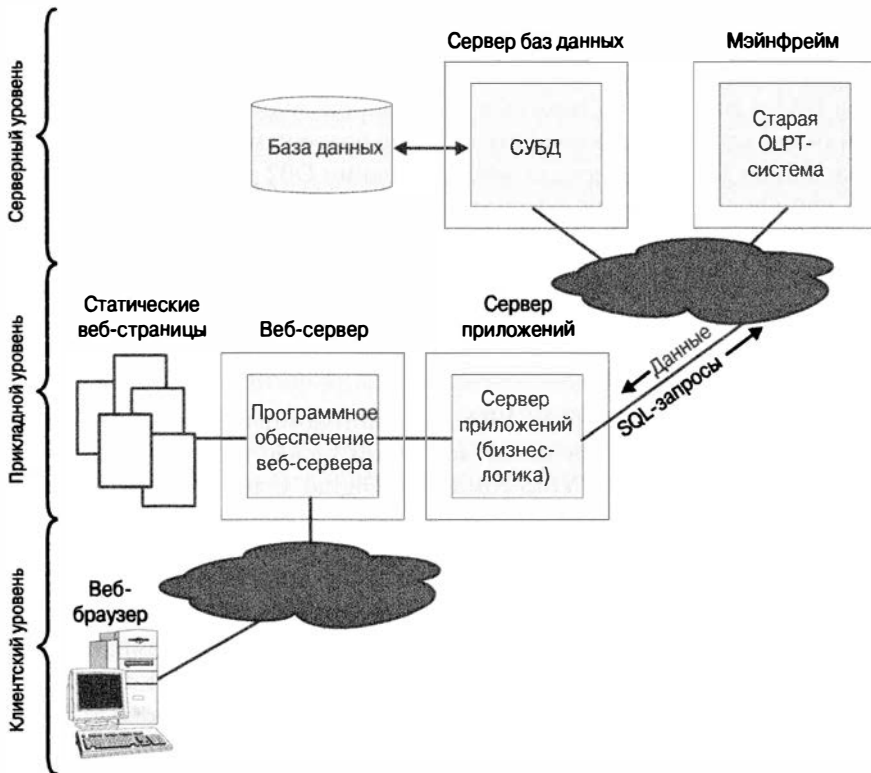 Серверный уровень
Сервер баз данных
Мэйнфрейм
База данных
СУБД
Старая
OLPT-
система
Прикладной уровень
Статические
веб-страницы
Веб-сервер
Сервер
приложений
Программное
обеспечение
веб-сервера
Сервер
приложений
(бизнес-
логика)
Данные
SQL-запросы
Клиентский уровень
Веб-
браузер